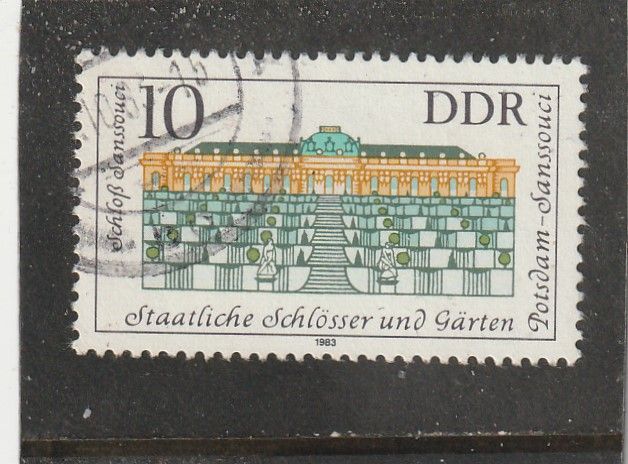 10
DDR
Schloß Sanssouci
Potsdam-Sanssouci
Staatliche Schlösser und Gärten
1983